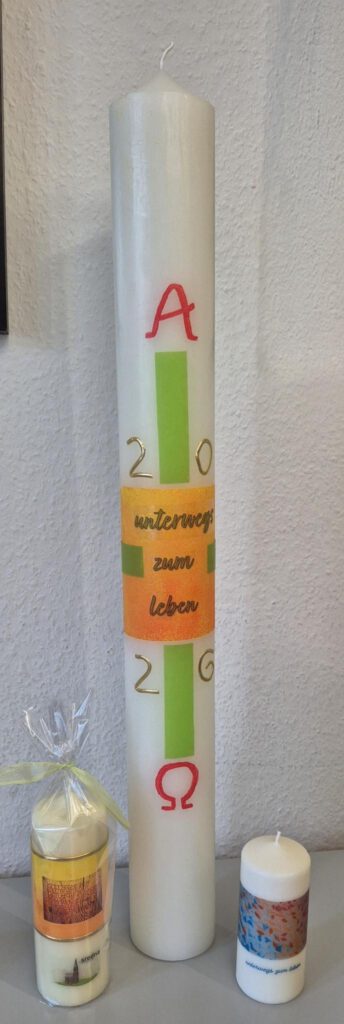 Α
2 0
unterwegs
zum
leben
2 6
Ω
unterwegs zum leben